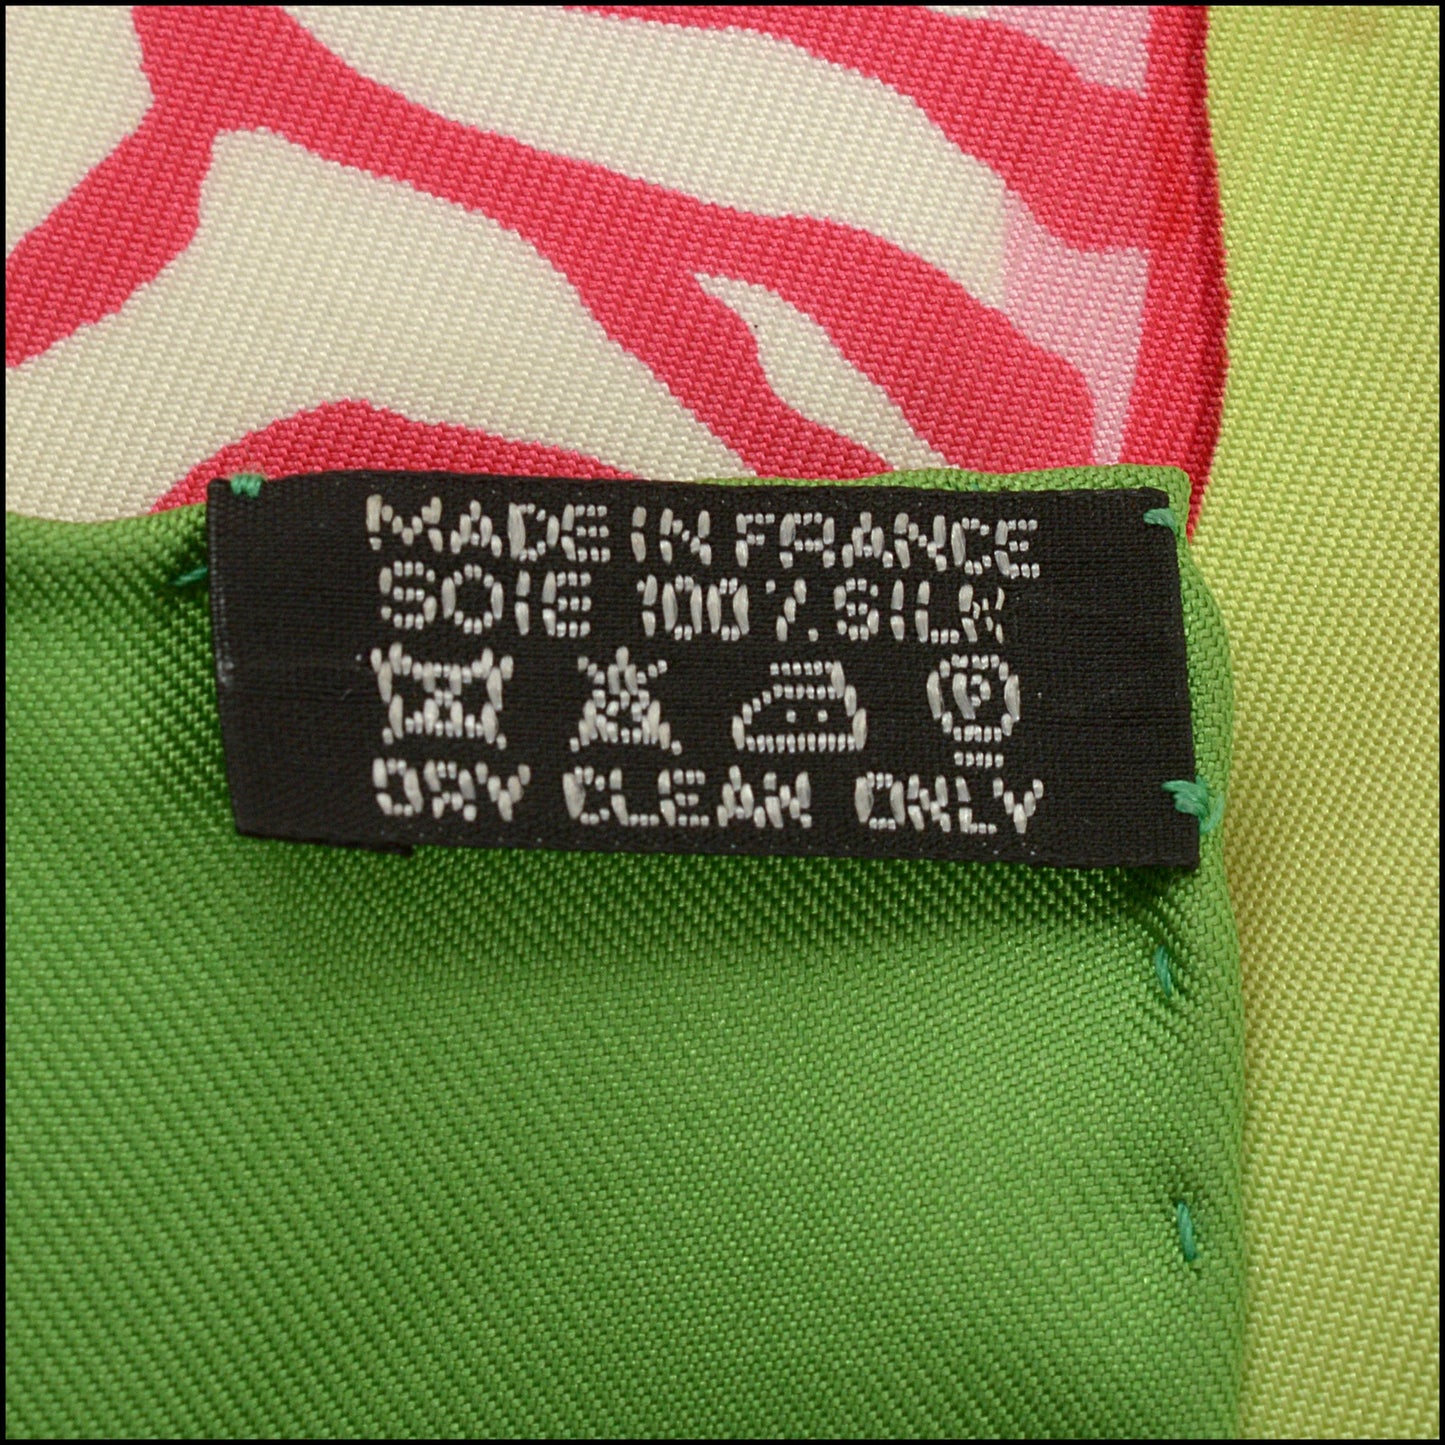 MADE IN FRANCE
SOIE 100% SILK
P
DRY CLEAN ONLY